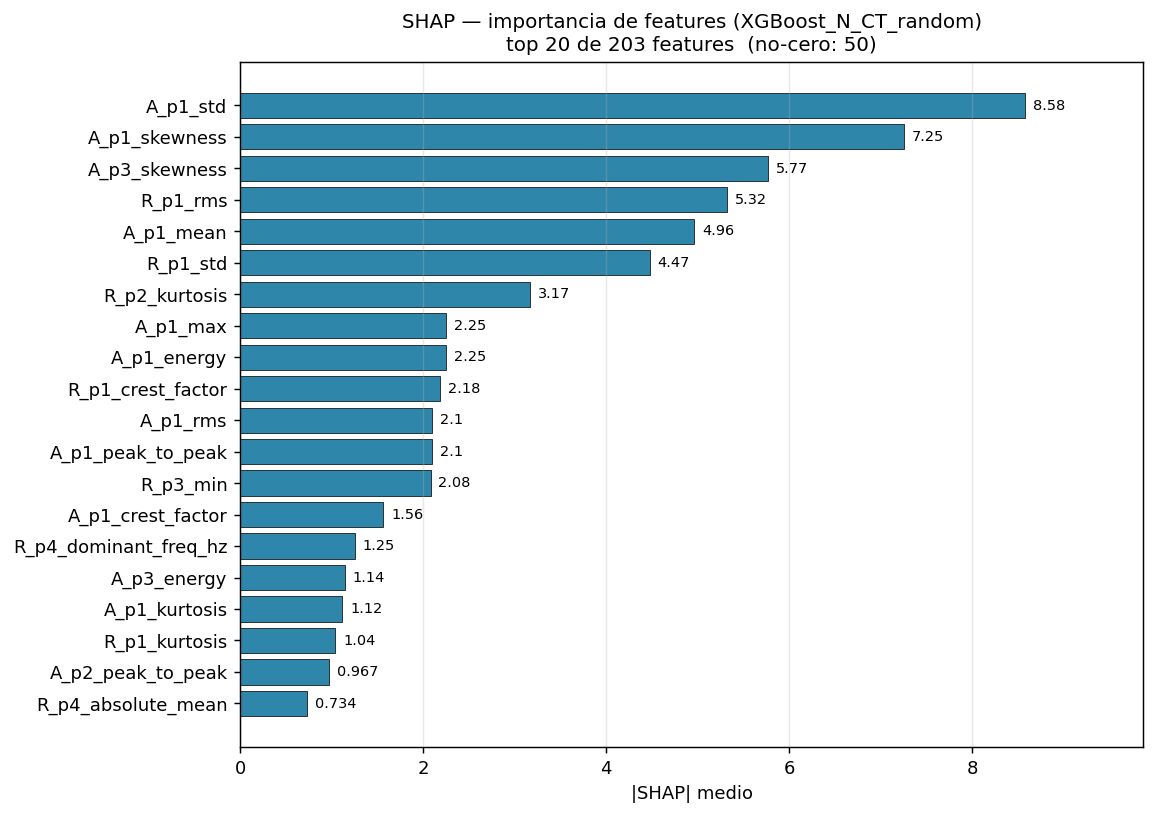 SHAP — importancia de features (XGBoost_N_CT_random)
top 20 de 203 features  (no-cero: 50)
A_p1_std 8.58
A_p1_skewness 7.25
A_p3_skewness 5.77
R_p1_rms 5.32
A_p1_mean 4.96
R_p1_std 4.47
R_p2_kurtosis 3.17
A_p1_max 2.25
A_p1_energy 2.25
R_p1_crest_factor 2.18
A_p1_rms 2.1
A_p1_peak_to_peak 2.1
R_p3_min 2.08
A_p1_crest_factor 1.56
R_p4_dominant_freq_hz 1.25
A_p3_energy 1.14
A_p1_kurtosis 1.12
R_p1_kurtosis 1.04
A_p2_peak_to_peak 0.967
R_p4_absolute_mean 0.734
0 2 4 6 8
|SHAP| medio